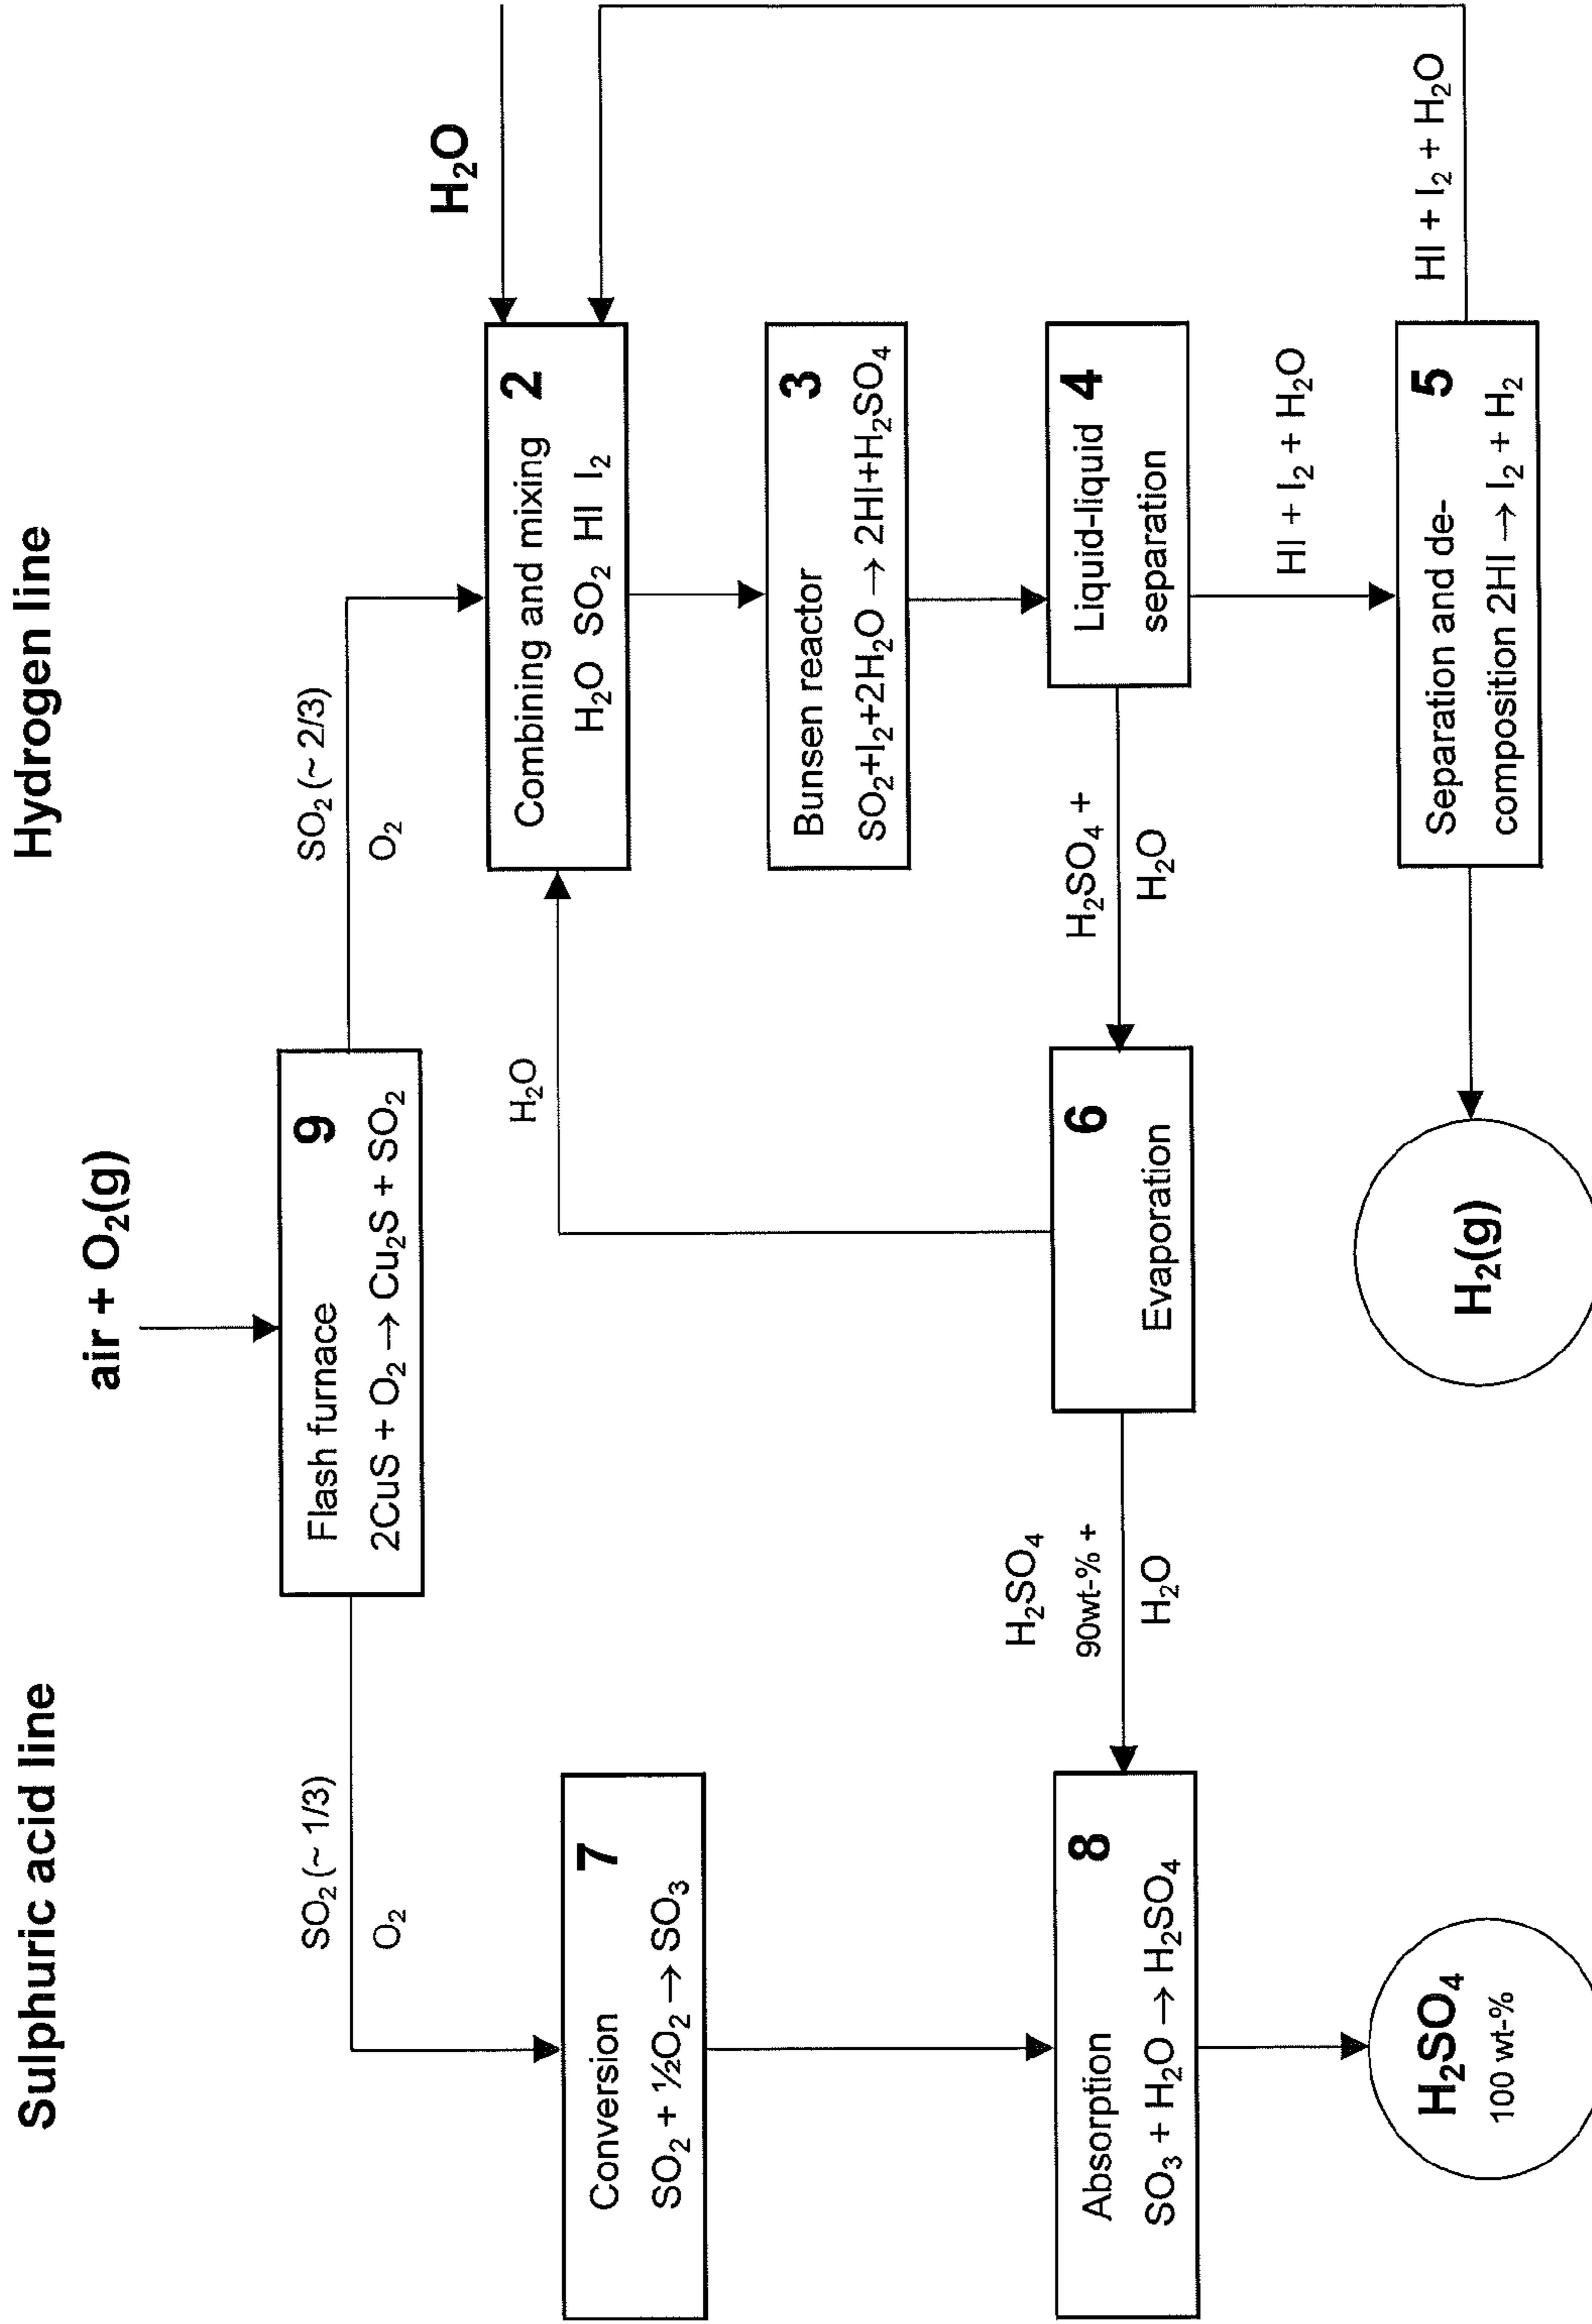 Sulphuric acid line
Hydrogen line
air + O₂(g)
9
Flash furnace
2CuS + O₂ → Cu₂S + SO₂
SO₂ (~ 1/3)
O₂
SO₂ (~ 2/3)
O₂
H₂O
7
Conversion
SO₂ + ½O₂ → SO₃
H₂O
2
Combining and mixing
H₂O SO₂ HI I₂
3
Bunsen reactor
SO₂+I₂+2H₂O → 2HI+H₂SO₄
8
Absorption
SO₃ + H₂O → H₂SO₄
H₂SO₄
90wt-% +
H₂O
6
Evaporation
H₂SO₄ +
H₂O
Liquid-liquid 4
separation
HI + I₂ + H₂O
H₂SO₄
100 wt-%
H₂(g)
Separation and de- 5
composition 2HI → I₂ + H₂
HI + I₂ + H₂O